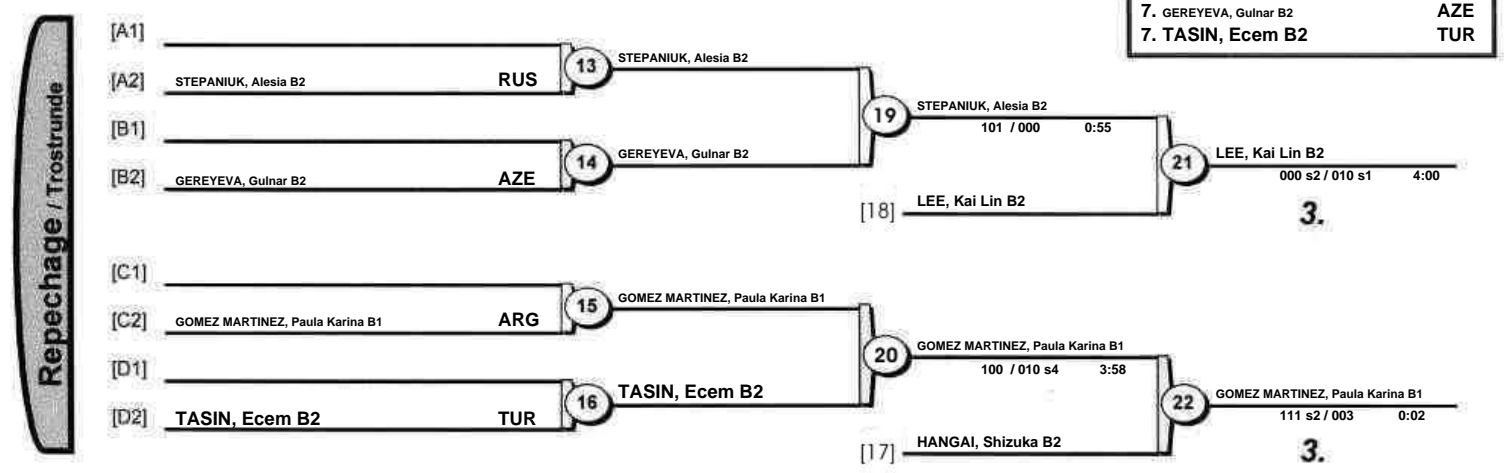 7. GEREYEVA, Gulnar B2 AZE
7. TASIN, Ecem B2 TUR
Repechage / Trostrunde
[A1]
[A2] STEPANIUK, Alesia B2 RUS
13 STEPANIUK, Alesia B2
[B1]
[B2] GEREYEVA, Gulnar B2 AZE
14 GEREYEVA, Gulnar B2
19 STEPANIUK, Alesia B2
101 / 000 0:55
[18] LEE, Kai Lin B2
21 LEE, Kai Lin B2
000 s2 / 010 s1 4:00
3.
[C1]
[C2] GOMEZ MARTINEZ, Paula Karina B1 ARG
15 GOMEZ MARTINEZ, Paula Karina B1
[D1]
[D2] TASIN, Ecem B2 TUR
16 TASIN, Ecem B2
20 GOMEZ MARTINEZ, Paula Karina B1
100 / 010 s4 3:58
[17] HANGAI, Shizuka B2
22 GOMEZ MARTINEZ, Paula Karina B1
111 s2 / 003 0:02
3.